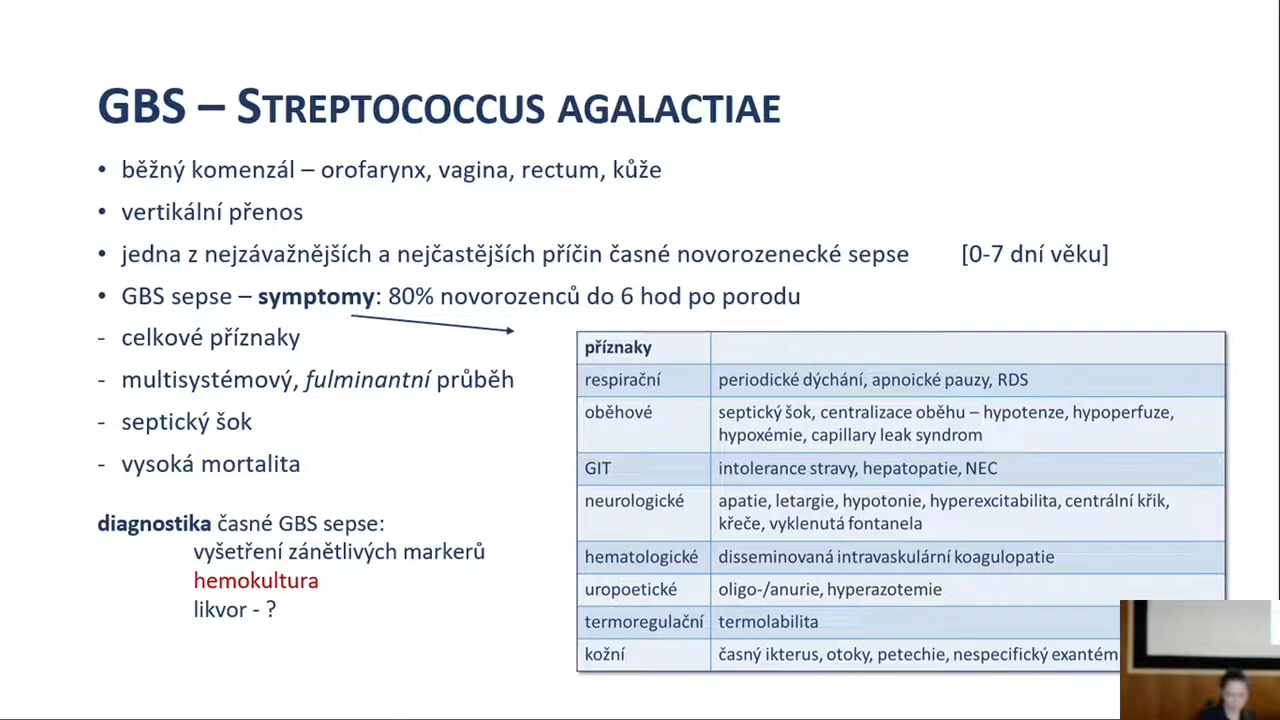 GBS – STREPTOCOCCUS AGALACTIAE
• běžný komenzál – orofarynx, vagina, rectum, kůže
• vertikální přenos
• jedna z nejzávažnějších a nejčastějších příčin časné novorozenecké sepse [0-7 dní věku]
• GBS sepse – symptomy: 80% novorozenců do 6 hod po porodu
- celkové příznaky
- multisystémový, fulminantní průběh
- septický šok
- vysoká mortalita
diagnostika časné GBS sepse:
vyšetření zánětlivých markerů
hemokultura
likvor - ?
příznaky
respirační periodické dýchání, apnoické pauzy, RDS
oběhové septický šok, centralizace oběhu – hypotenze, hypoperfuze,
hypoxémie, capillary leak syndrom
GIT intolerance stravy, hepatopatie, NEC
neurologické apatie, letargie, hypotonie, hyperexcitabilita, centrální křik,
křeče, vyklenutá fontanela
hematologické disseminovaná intravaskulární koagulopatie
uropoetické oligo-/anurie, hyperazotemie
termoregulační termolabilita
kožní časný ikterus, otoky, petechie, nespecifický exantém